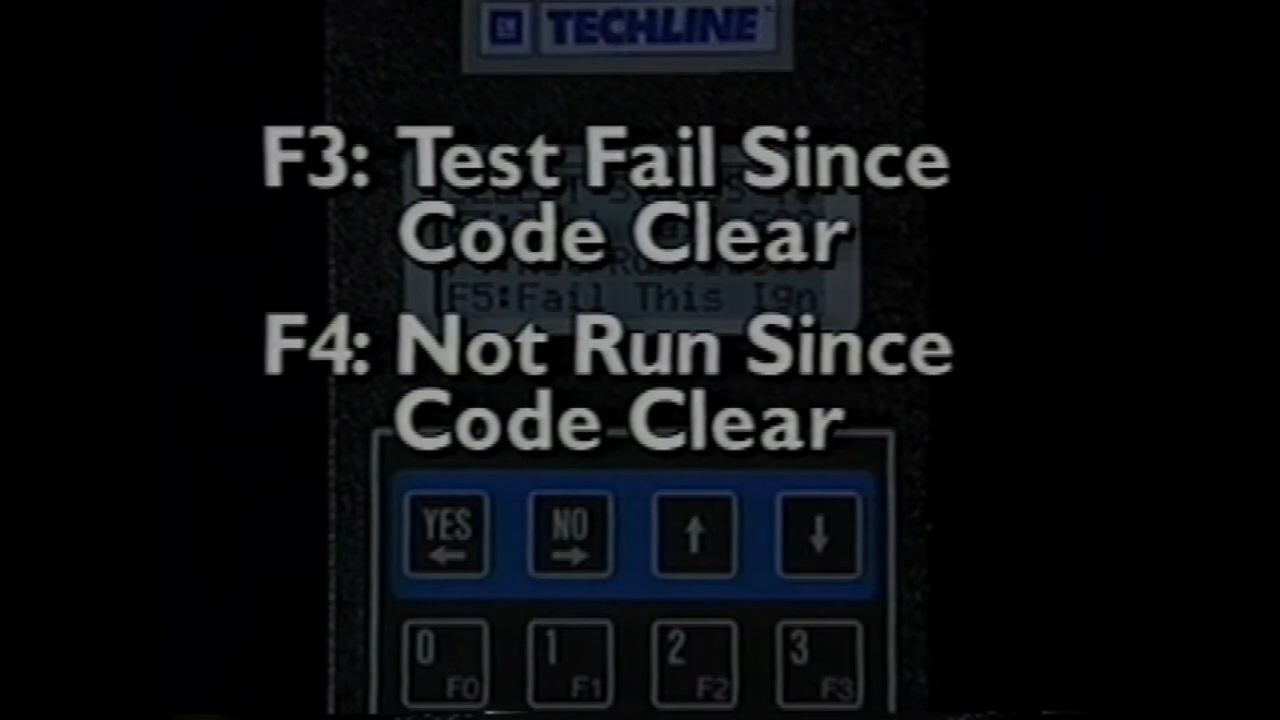 GM TECHLINE
F3: Test Fail Since
Code Clear
F5:Fail This Ign
F4: Not Run Since
Code Clear
YES NO
0 1 2 3
F0 F1 F2 F3